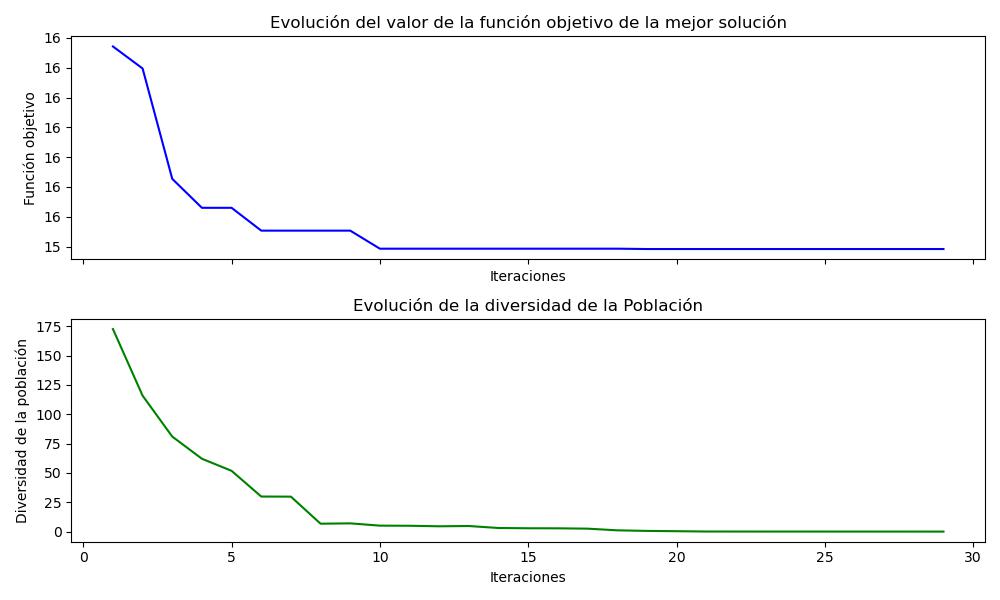 Evolución del valor de la función objetivo de la mejor solución
16
16
16
16
16
16
16
15
Función objetivo
Iteraciones
Evolución de la diversidad de la Población
175
150
125
100
75
50
25
0
Diversidad de la población
0 5 10 15 20 25 30
Iteraciones